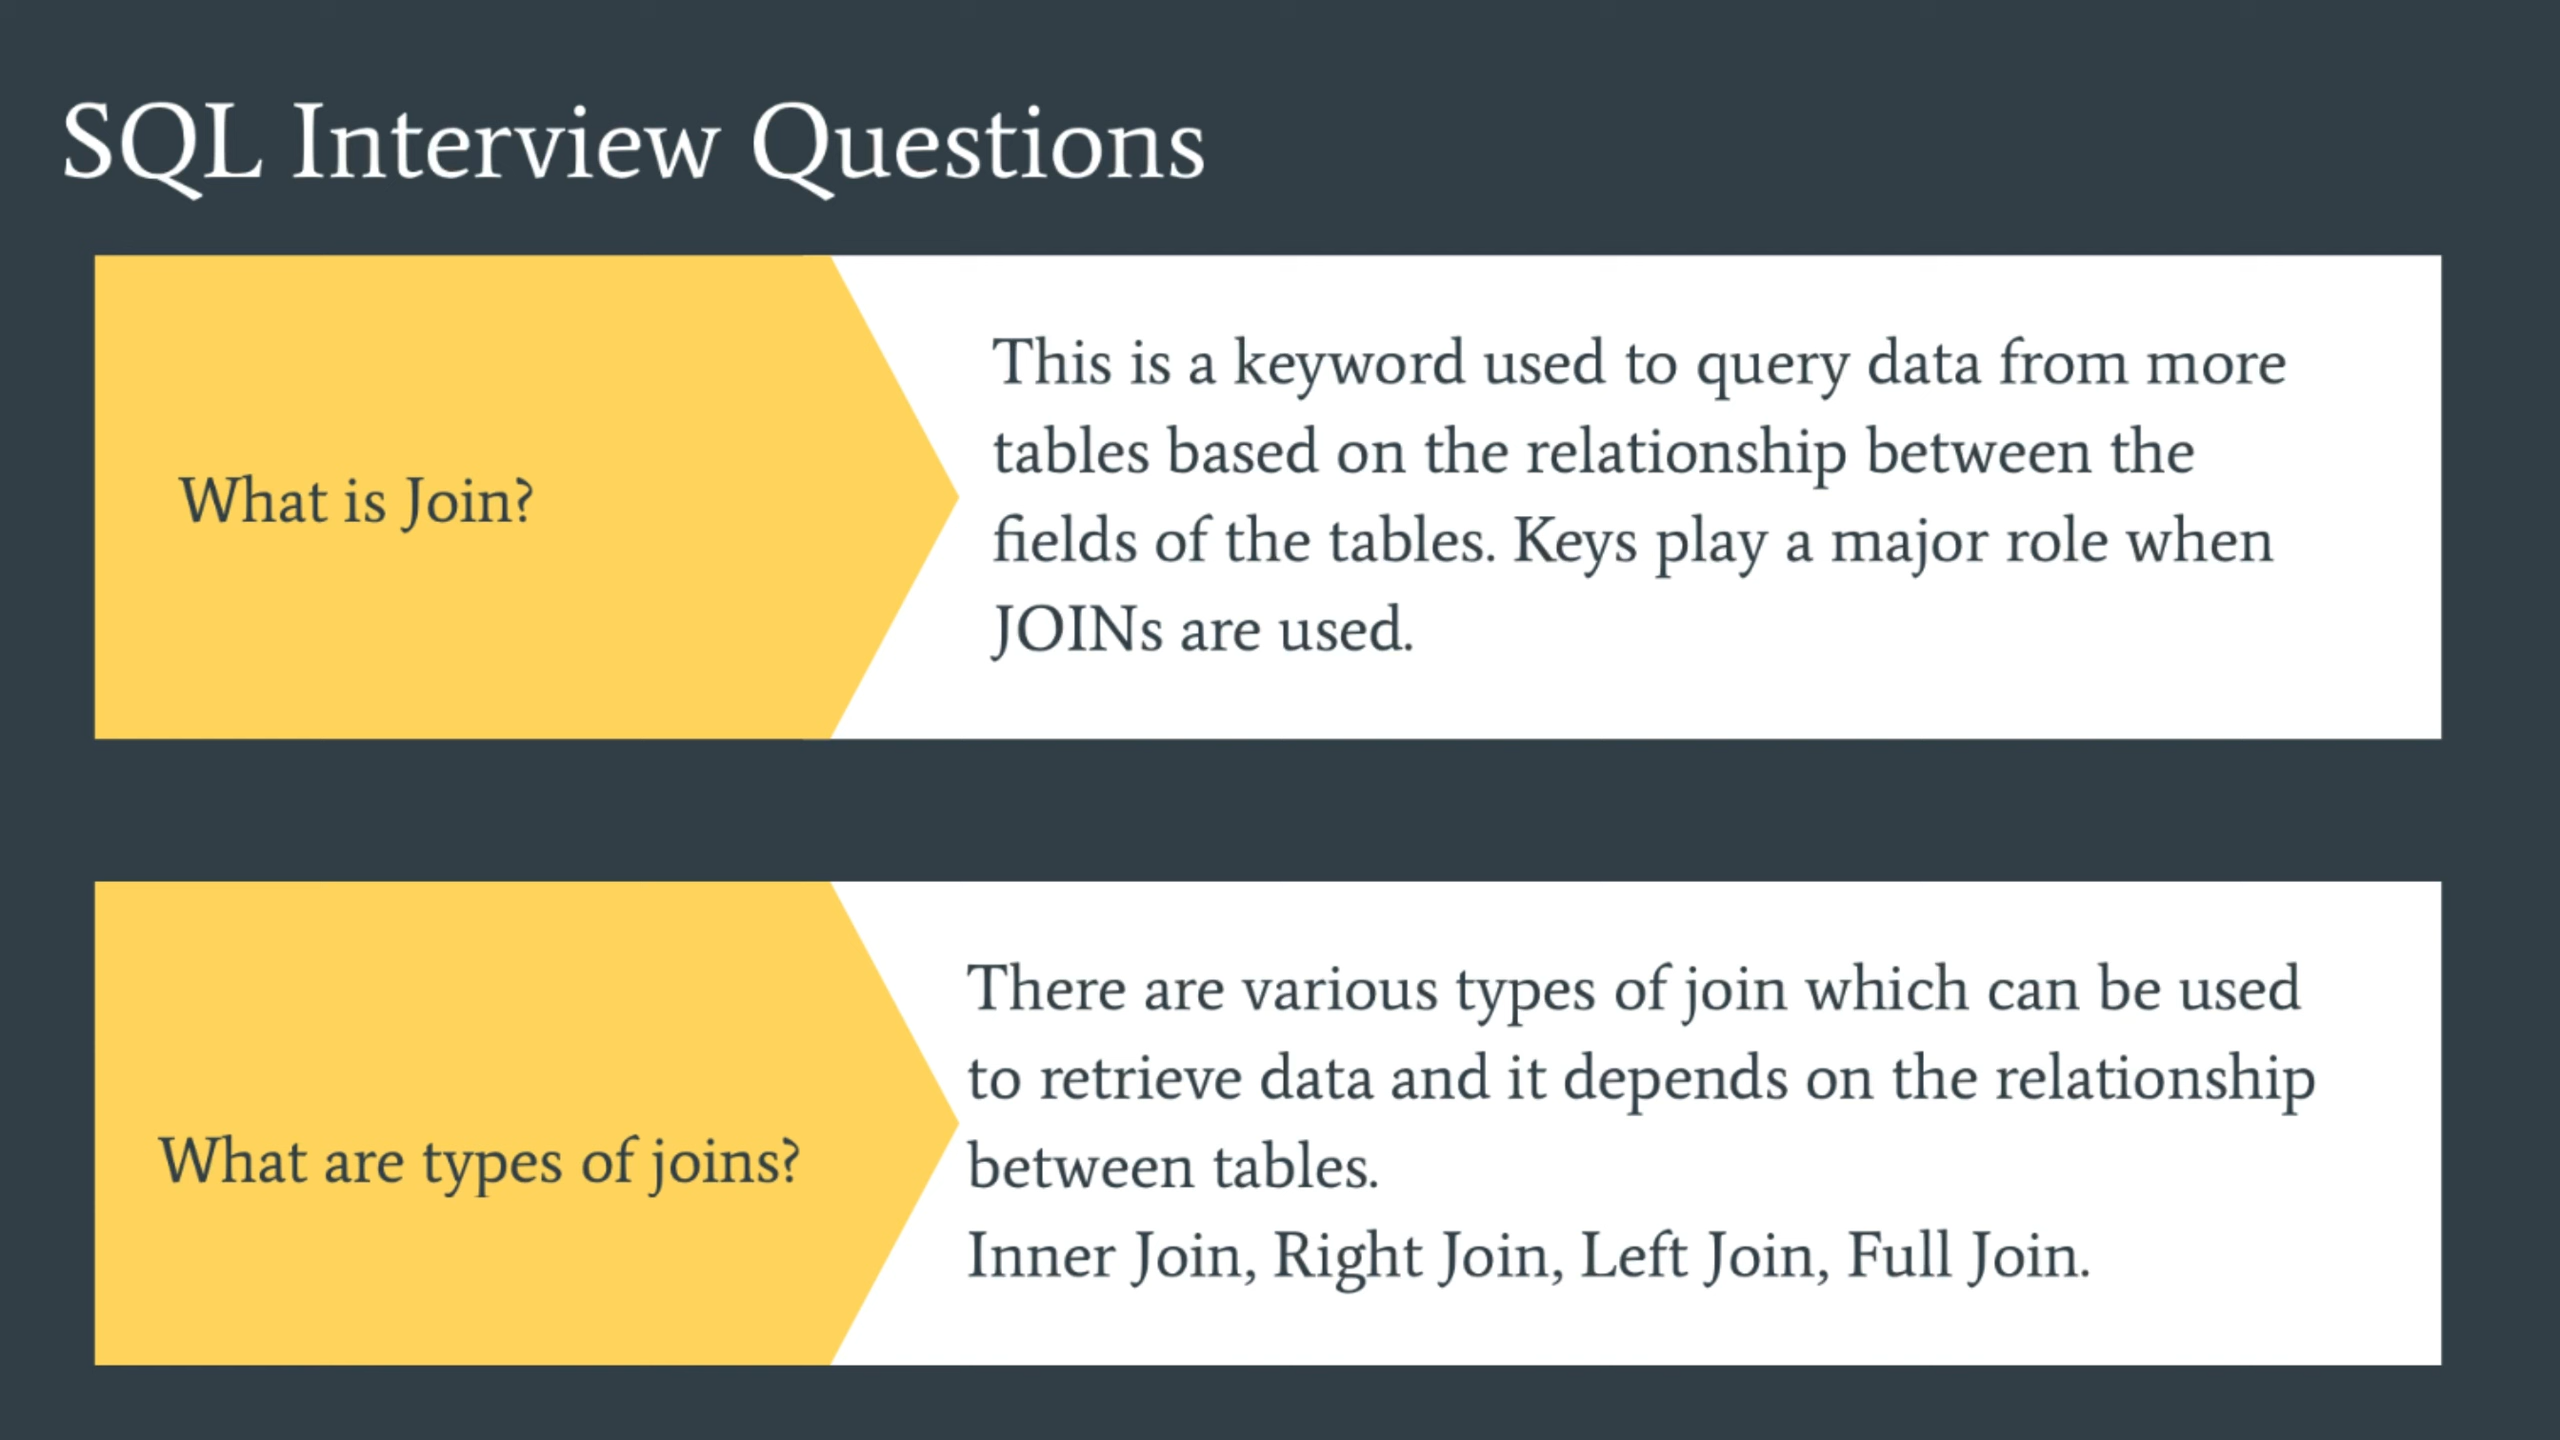 SQL Interview Questions
What is Join?
This is a keyword used to query data from more
tables based on the relationship between the
fields of the tables. Keys play a major role when
JOINs are used.
What are types of joins?
There are various types of join which can be used
to retrieve data and it depends on the relationship
between tables.
Inner Join, Right Join, Left Join, Full Join.